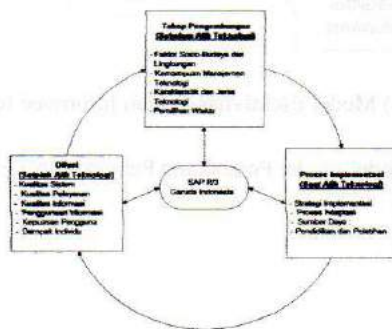 Tahap Pengembangan
(Sebelum Alih Teknologi)
- Faktor Sosio-Budaya dan
Lingkungan
- Kemampuan Manajemen
Teknologi
- Karakteristik dan Jenis
Teknologi
- Pemilihan Waktu
) Model
Difusi
(Setelah Alih Teknologi)
- Kualitas Sistem
- Kualitas Pelayanan
- Kualitas Informasi
- Penggunaan Informasi
- Kepuasan Pengguna
- Dampak Individu
SAP R/3
Garuda Indonesia
Proses Implementasi
(Saat Alih Teknologi)
- Strategi Implementasi
- Proses Adaptasi
- Sumber Daya
- Pendidikan dan Pelatihan